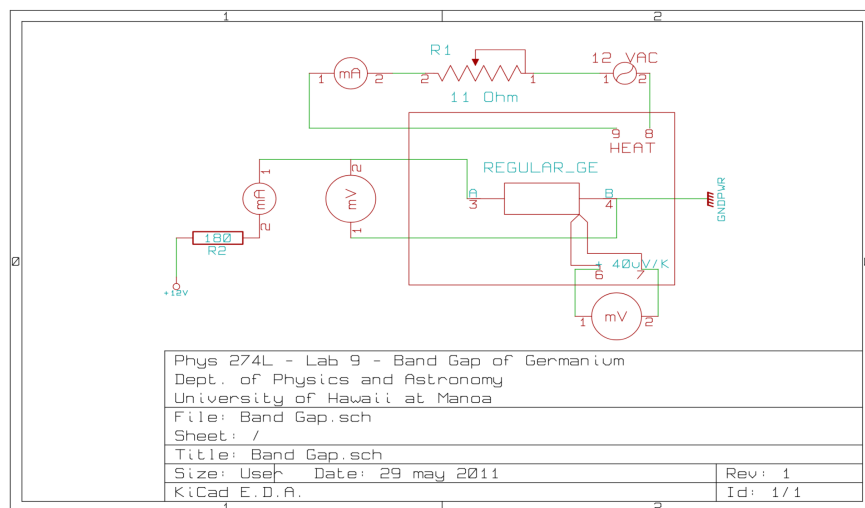 1 2
R1
12 VAC
1 mA 2 2 1 1 2
11 Ohm
9 8
HEAT
REGULAR_GE
1 mA 2
2 mV 1
A B
3 4
GNDPWR
180
R2
+12V
0
+ 40uV/K
6 7
1 mV 2
Phys 274L - Lab 9 - Band Gap of Germanium
Dept. of Physics and Astronomy
University of Hawaii at Manoa
File: Band Gap.sch
Sheet: /
Title: Band Gap.sch
Size: User Date: 29 may 2011 Rev: 1
KiCad E.D.A. Id: 1/1
1 2